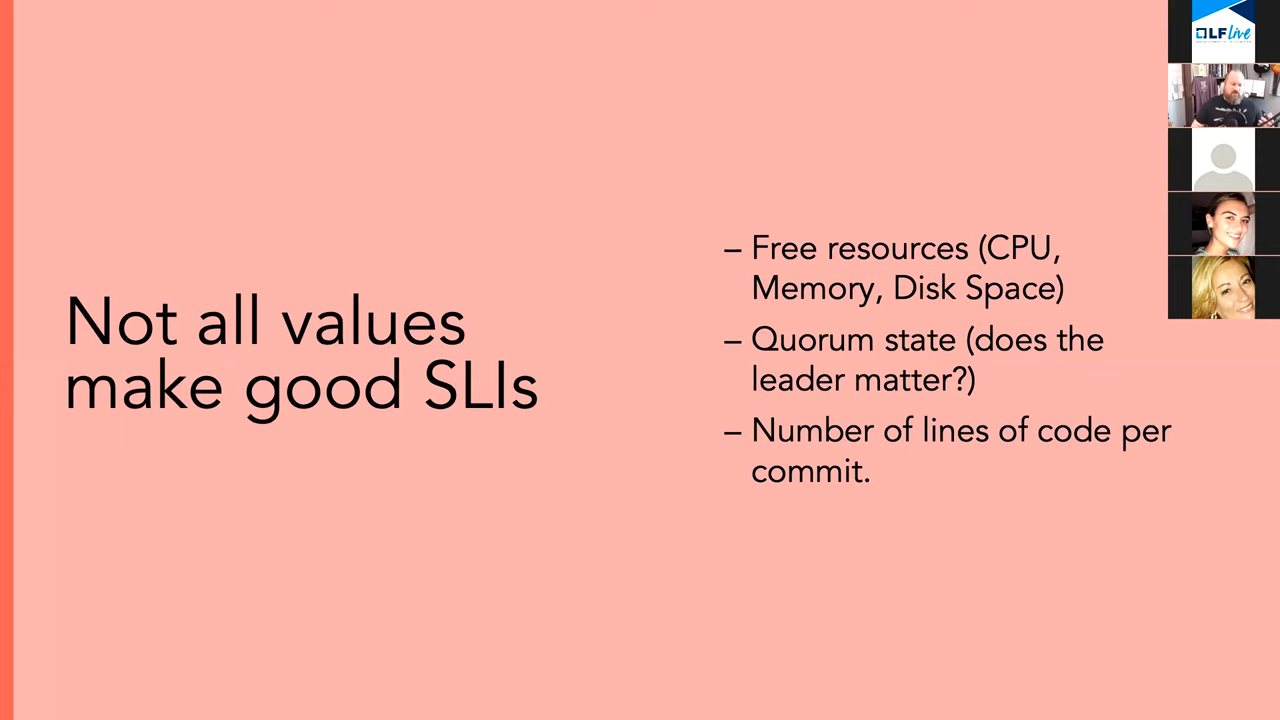 LF Live
Not all values
make good SLIs
– Free resources (CPU,
Memory, Disk Space)
– Quorum state (does the
leader matter?)
– Number of lines of code per
commit.